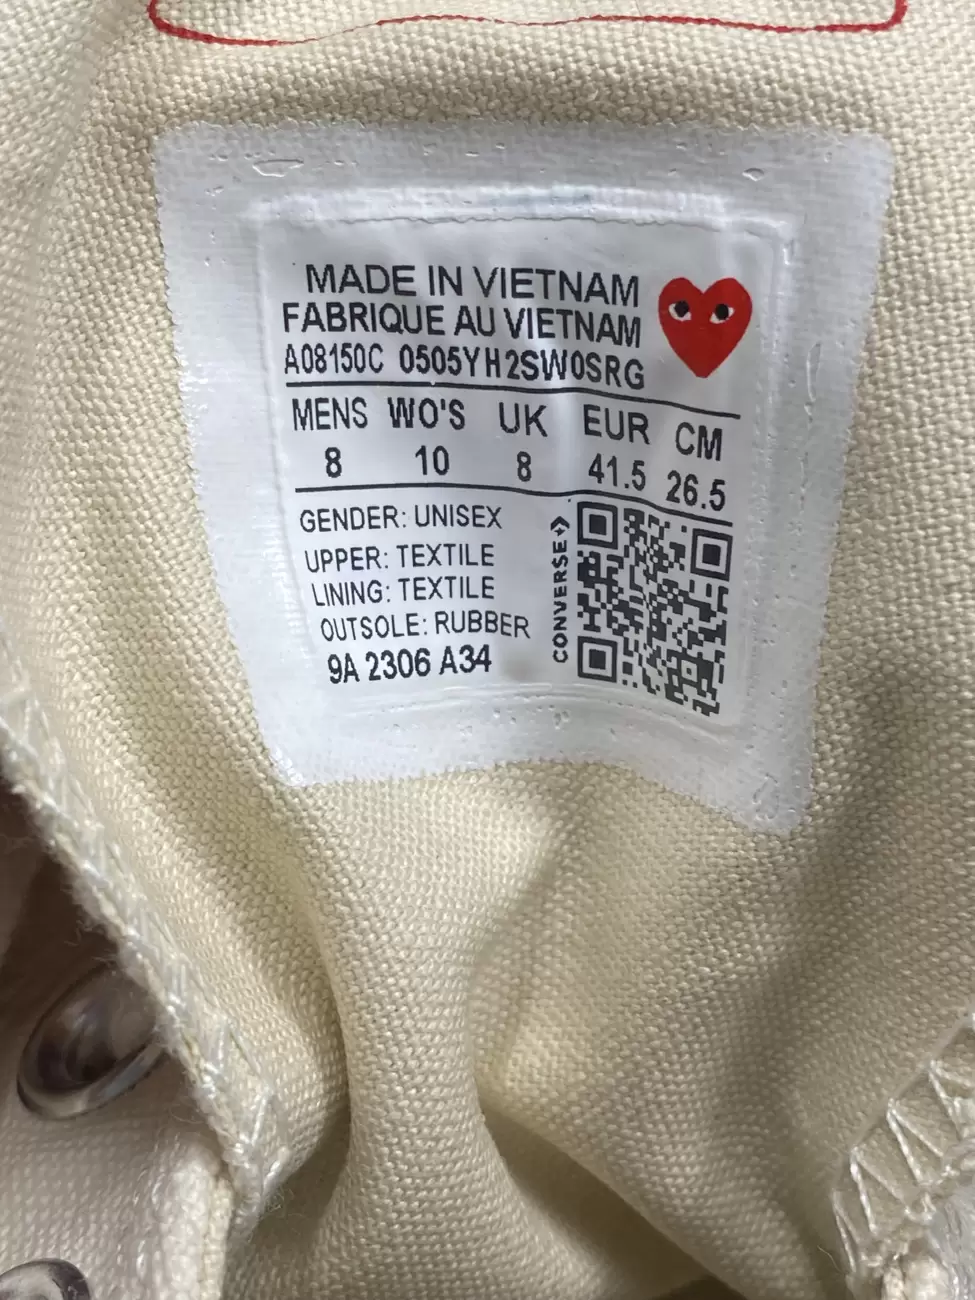 MADE IN VIETNAM
FABRIQUE AU VIETNAM
A08150C 0505YH2SW0SRG
MENS WO'S UK EUR CM
8 10 8 41.5 26.5
GENDER: UNISEX
UPPER: TEXTILE
LINING: TEXTILE
OUTSOLE: RUBBER
9A 2306 A34
CONVERSE